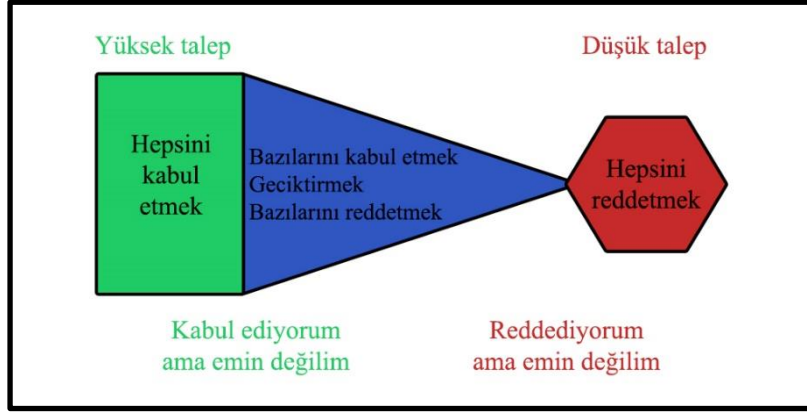 Yüksek talep
Düşük talep
Hepsini
kabul
etmek
Bazılarını kabul etmek
Geciktirmek
Bazılarını reddetmek
Hepsini
reddetmek
Kabul ediyorum
ama emin değilim
Reddediyorum
ama emin değilim